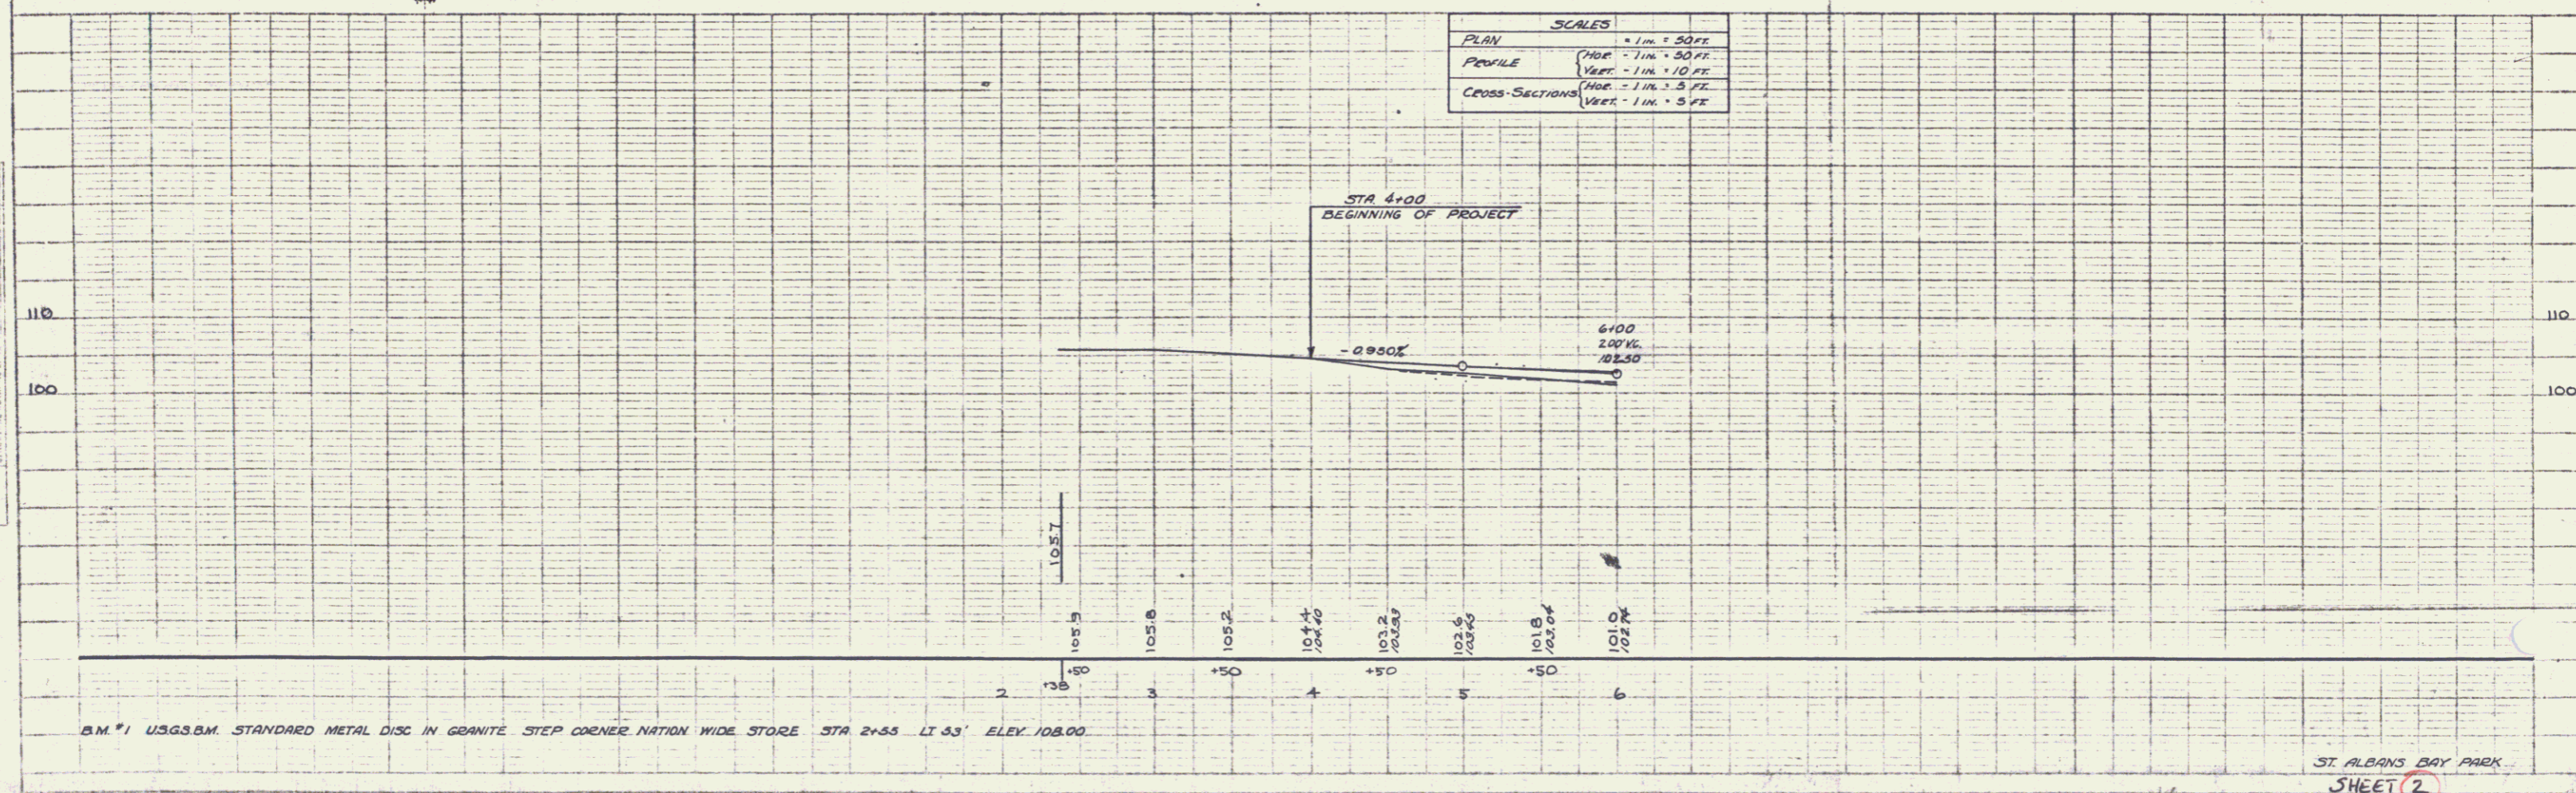 SCALES
PLAN = 1 IN. = 50 FT.
PROFILE { HOR. - 1 IN. = 50 FT.
VERT. - 1 IN. = 10 FT.
CROSS-SECTIONS { HOR. - 1 IN. = 5 FT.
VERT. - 1 IN. = 5 FT.
STA. 4+00
BEGINNING OF PROJECT
110 110
6+00
200' V.C.
102.50
-0.950%
100 100
105.7
105.9 105.8 105.2 104.4 103.2 102.6 101.8 101.0
104.40 103.93 103.45 103.04 102.74
+50 +50 +50 +50
2 +38 3 4 5 6
B.M. #1 U.S.G.S.B.M. STANDARD METAL DISC IN GRANITE STEP CORNER NATION WIDE STORE STA. 2+55 LT 53' ELEV. 108.00
ST. ALBANS BAY PARK
SHEET 2